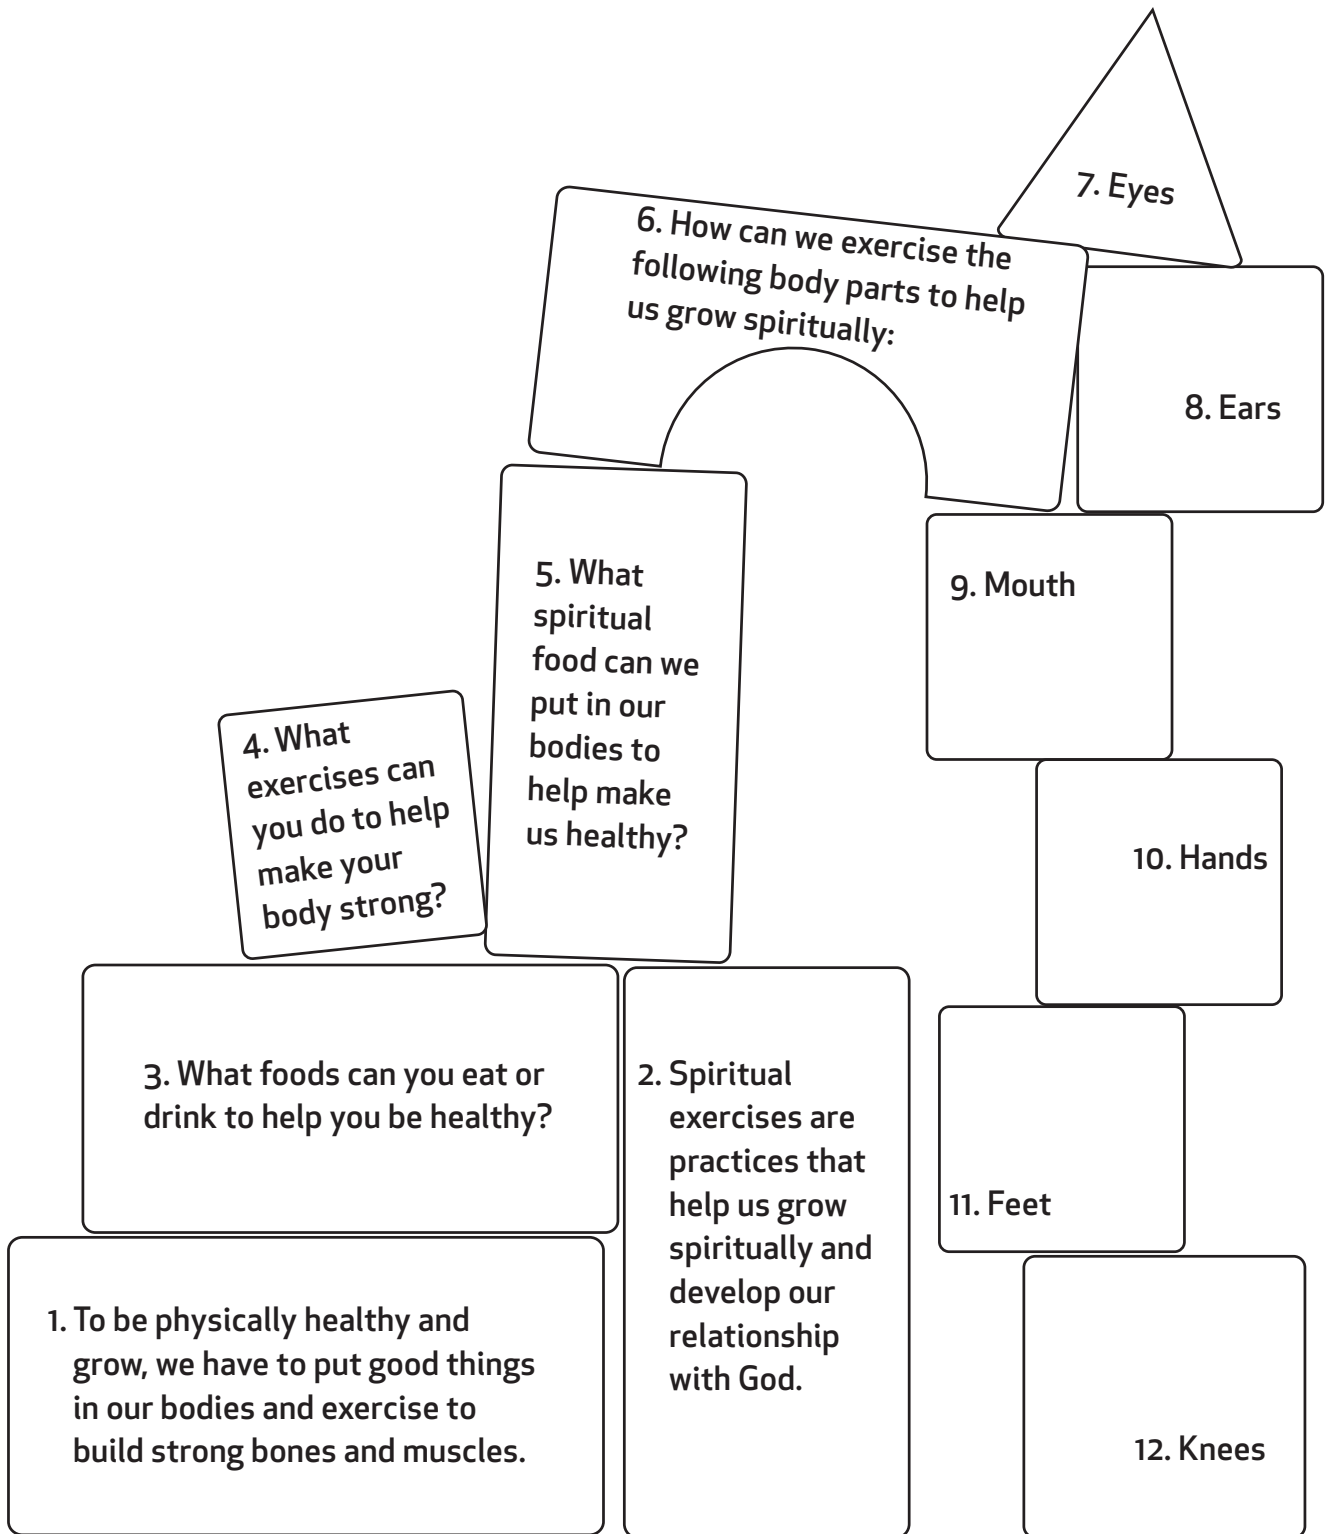 7. Eyes
6. How can we exercise the
following body parts to help
us grow spiritually:
8. Ears
5. What
spiritual
food can we
put in our
bodies to
help make
us healthy?
9. Mouth
4. What
exercises can
you do to help
make your
body strong?
10. Hands
3. What foods can you eat or
drink to help you be healthy?
2. Spiritual
exercises are
practices that
help us grow
spiritually and
develop our
relationship
with God.
11. Feet
1. To be physically healthy and
grow, we have to put good things
in our bodies and exercise to
build strong bones and muscles.
12. Knees